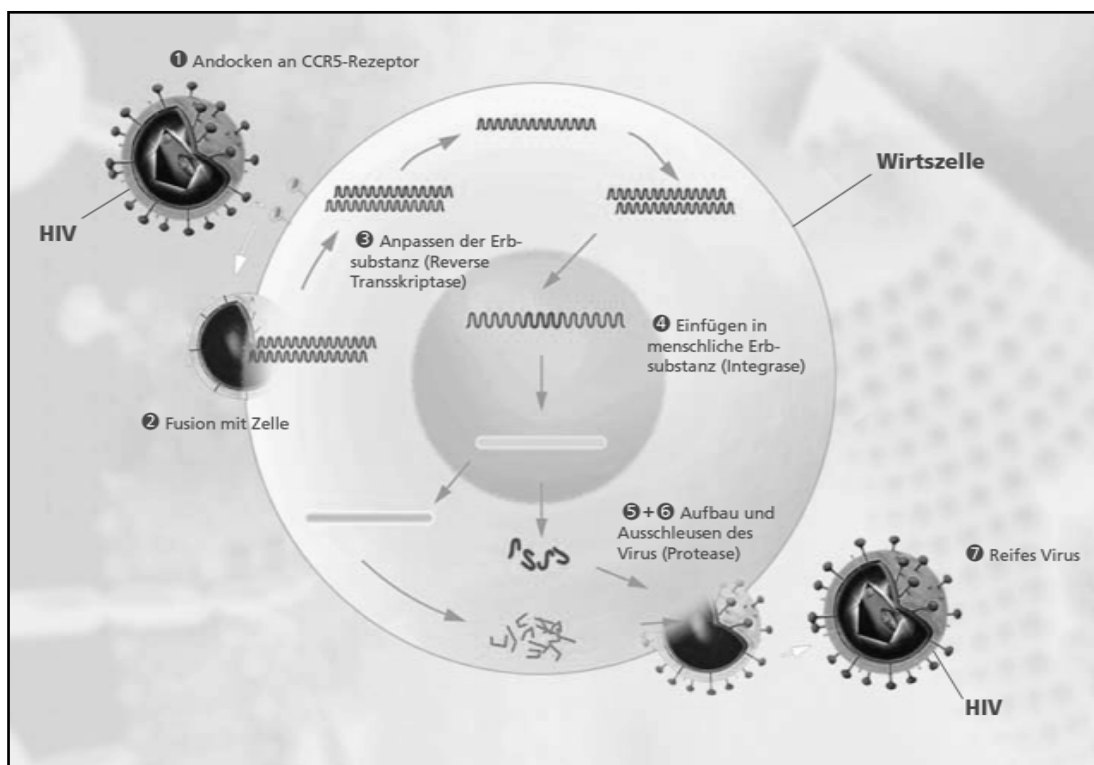 ❶ Andocken an CCR5-Rezeptor
HIV
Wirtszelle
❸ Anpassen der Erb-
substanz (Reverse
Transskriptase)
❹ Einfügen in
menschliche Erb-
substanz (Integrase)
❷ Fusion mit Zelle
❺+❻ Aufbau und
Ausschleusen des
Virus (Protease)
❼ Reifes Virus
HIV